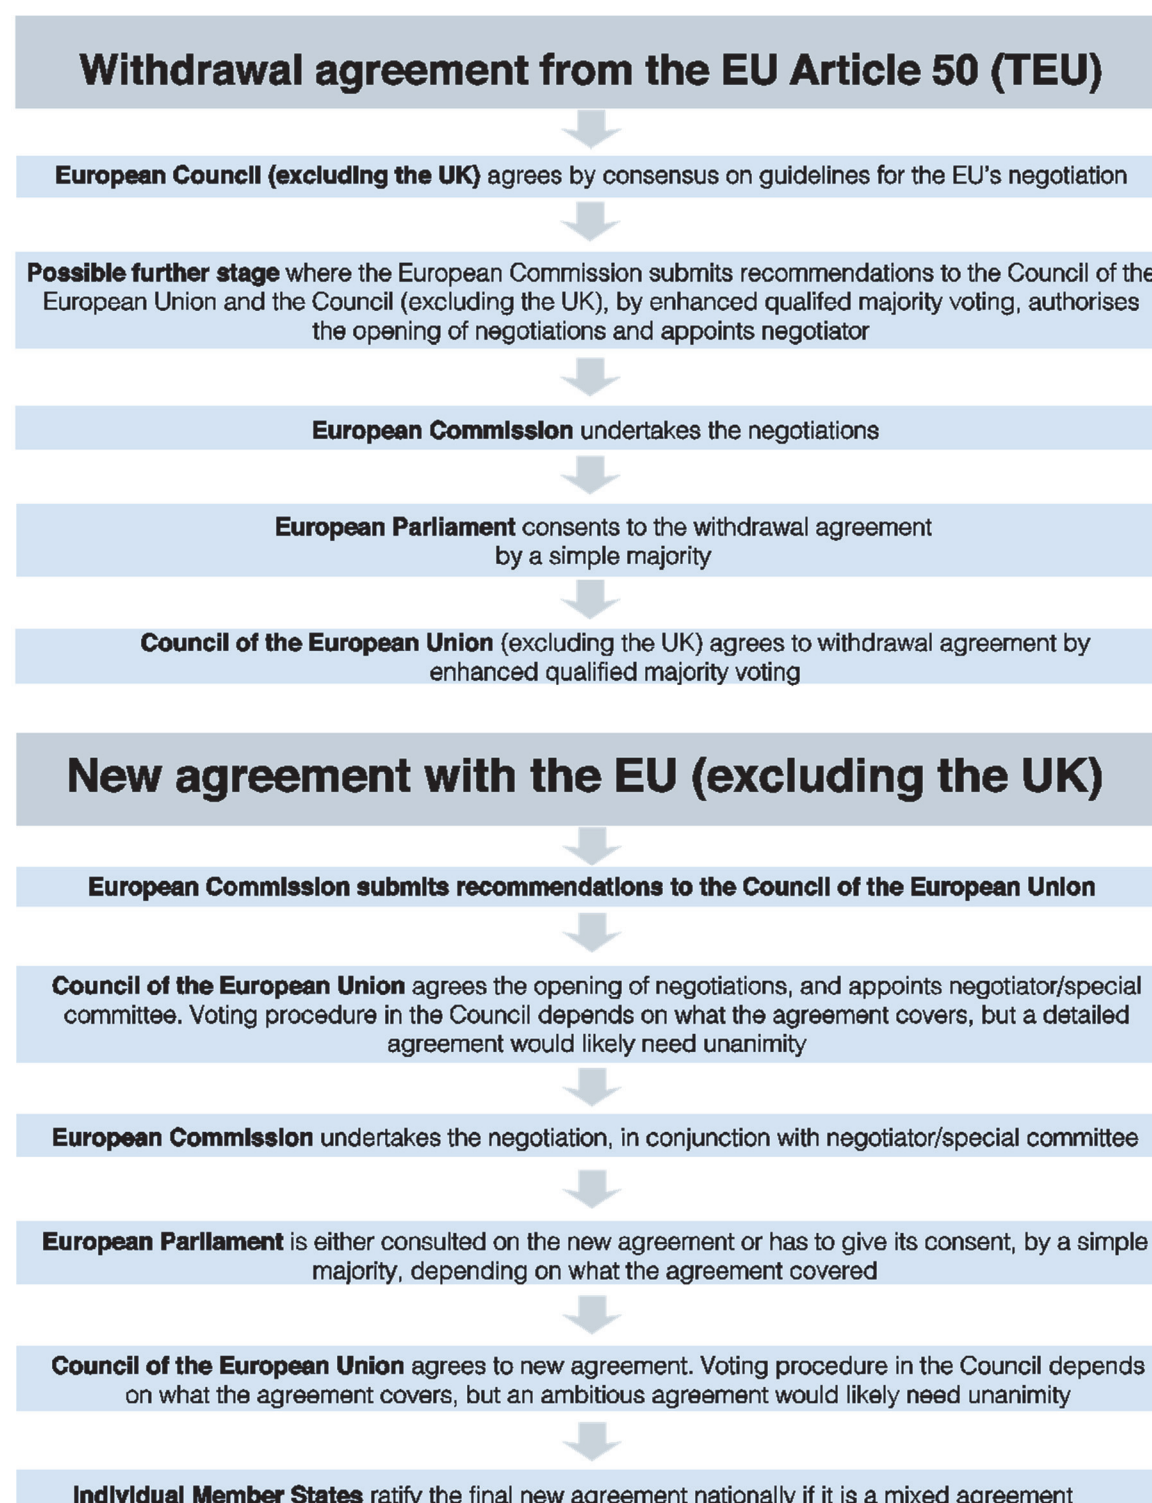 Withdrawal agreement from the EU Article 50 (TEU)
European Council (excluding the UK) agrees by consensus on guidelines for the EU's negotiation
Possible further stage where the European Commission submits recommendations to the Council of the
European Union and the Council (excluding the UK), by enhanced qualifed majority voting, authorises
the opening of negotiations and appoints negotiator
European Commission undertakes the negotiations
European Parliament consents to the withdrawal agreement
by a simple majority
Council of the European Union (excluding the UK) agrees to withdrawal agreement by
enhanced qualified majority voting
New agreement with the EU (excluding the UK)
European Commission submits recommendations to the Council of the European Union
Council of the European Union agrees the opening of negotiations, and appoints negotiator/special
committee. Voting procedure in the Council depends on what the agreement covers, but a detailed
agreement would likely need unanimity
European Commission undertakes the negotiation, in conjunction with negotiator/special committee
European Parliament is either consulted on the new agreement or has to give its consent, by a simple
majority, depending on what the agreement covered
Council of the European Union agrees to new agreement. Voting procedure in the Council depends
on what the agreement covers, but an ambitious agreement would likely need unanimity
Individual Member States ratify the final new agreement nationally if it is a mixed agreement